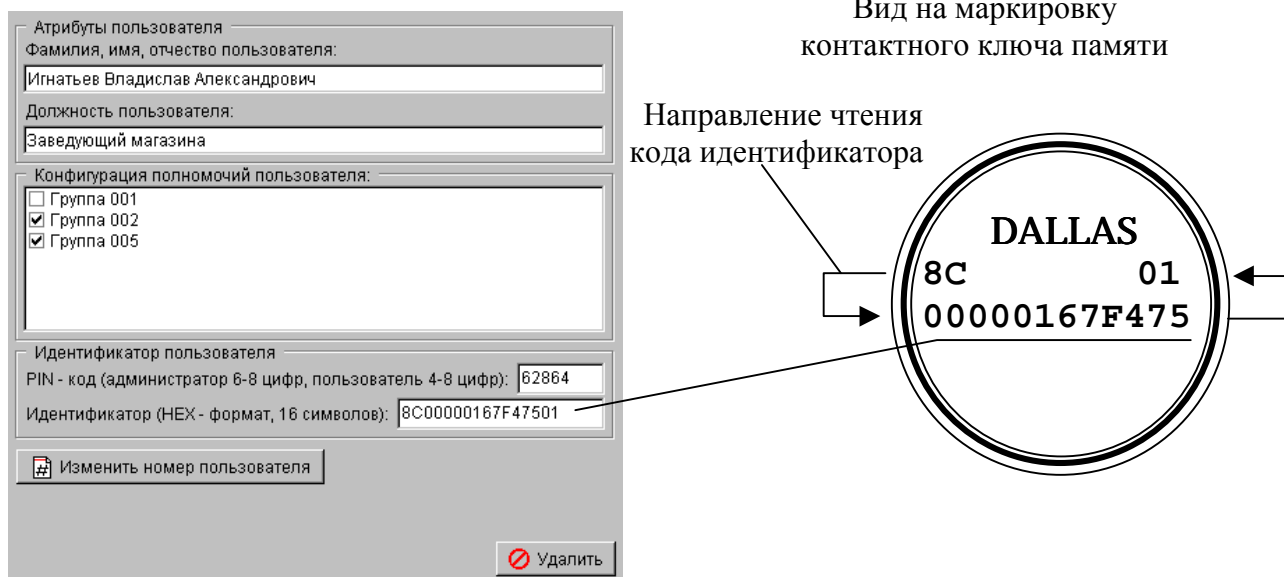 Атрибуты пользователя
Фамилия, имя, отчество пользователя:
Игнатьев Владислав Александрович
Должность пользователя:
Заведующий магазина
Конфигурация полномочий пользователя:
Группа 001
Группа 002
Группа 005
Идентификатор пользователя
PIN - код (администратор 6-8 цифр, пользователь 4-8 цифр): 62864
Идентификатор (HEX - формат, 16 символов): 8C00000167F47501
# Изменить номер пользователя
Удалить
Вид на маркировку
контактного ключа памяти
Направление чтения
кода идентификатора
DALLAS
8C 01
00000167F475